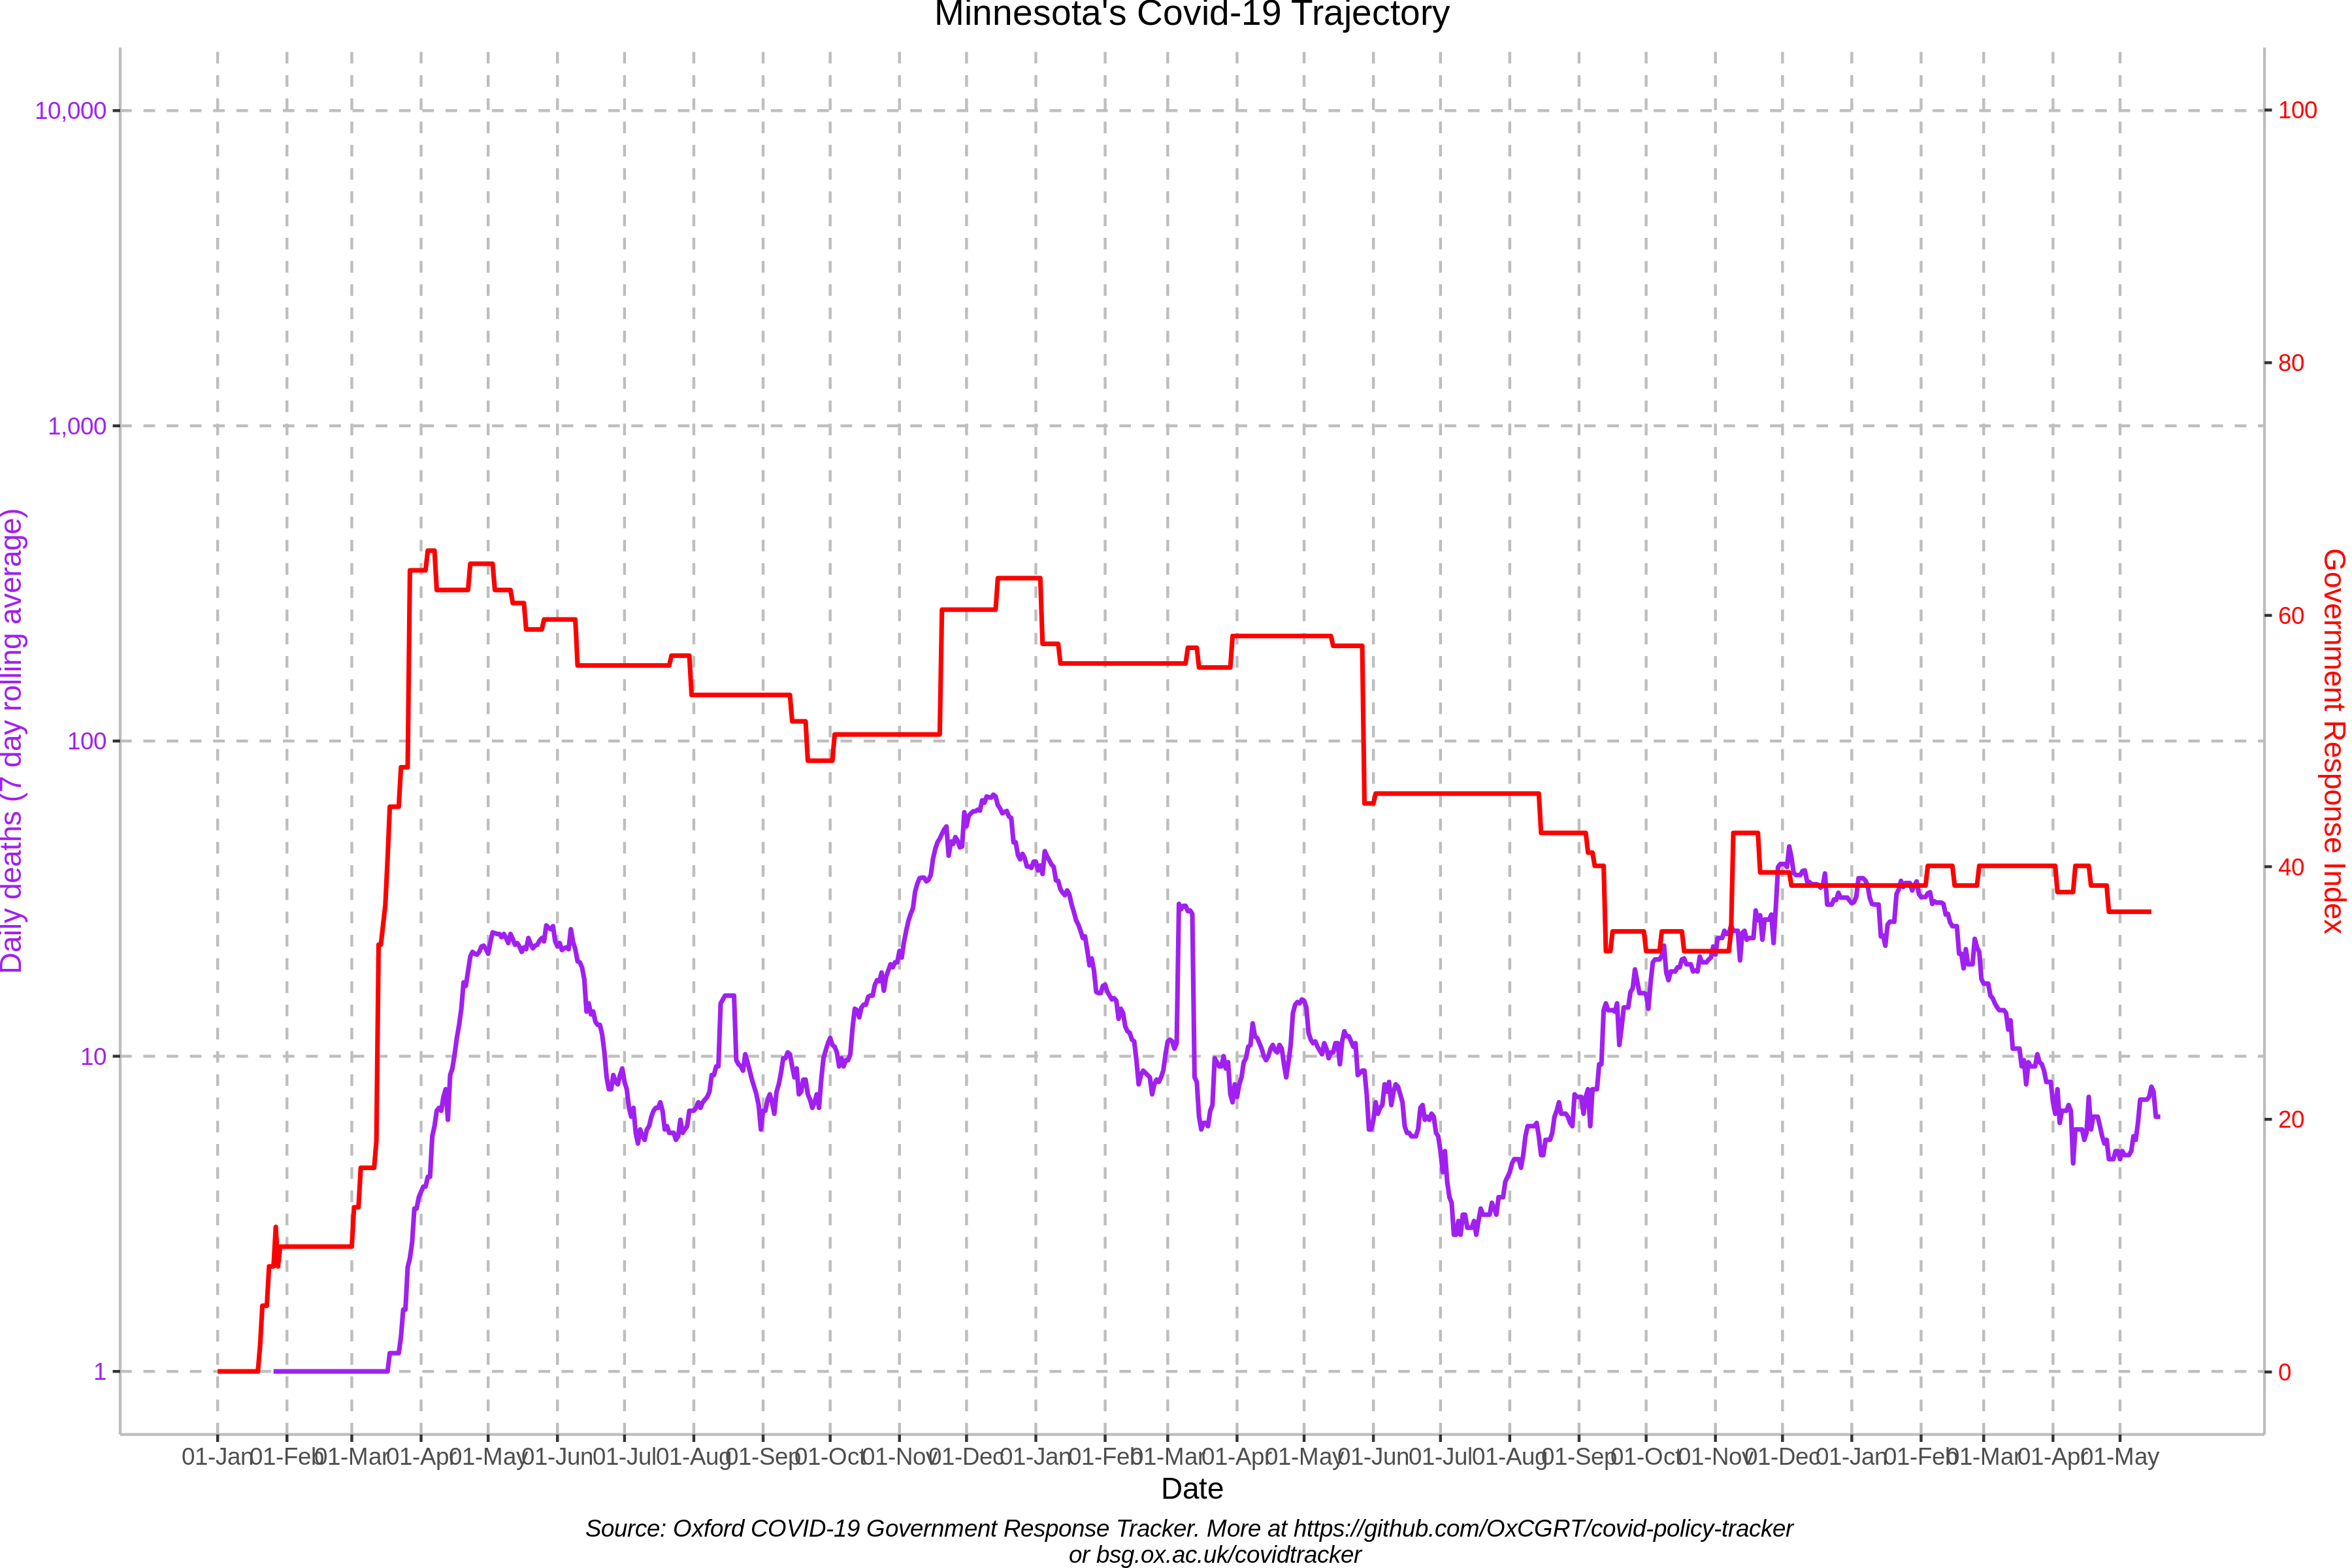 Minnesota's Covid-19 Trajectory
10,000
1,000
100
10
1
Daily deaths (7 day rolling average)
100
80
60
40
20
0
Government Response Index
01-Jan 01-Feb 01-Mar 01-Apr 01-May 01-Jun 01-Jul 01-Aug 01-Sep 01-Oct 01-Nov 01-Dec 01-Jan 01-Feb 01-Mar 01-Apr 01-May 01-Jun 01-Jul 01-Aug 01-Sep 01-Oct 01-Nov 01-Dec 01-Jan 01-Feb 01-Mar 01-Apr 01-May
Date
Source: Oxford COVID-19 Government Response Tracker. More at https://github.com/OxCGRT/covid-policy-tracker
or bsg.ox.ac.uk/covidtracker